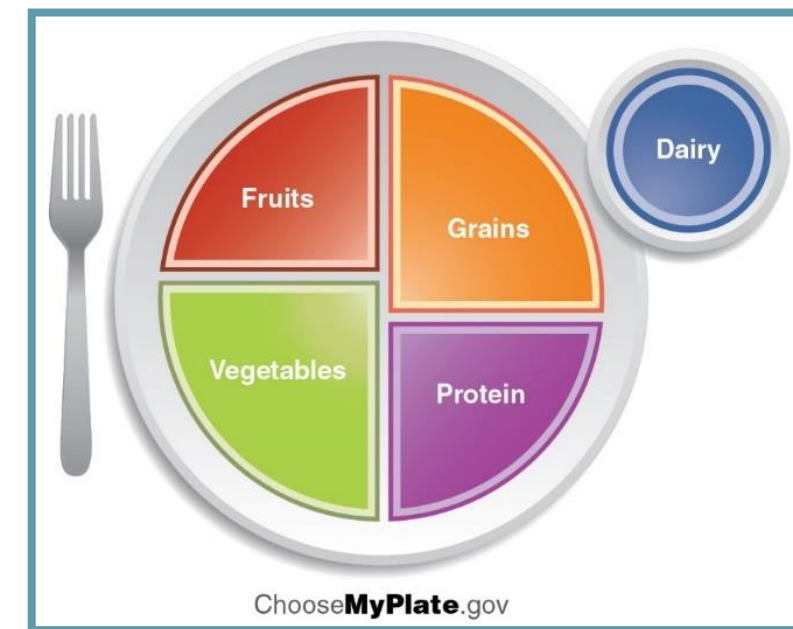 Fruits
Grains
Dairy
Vegetables
Protein
ChooseMyPlate.gov